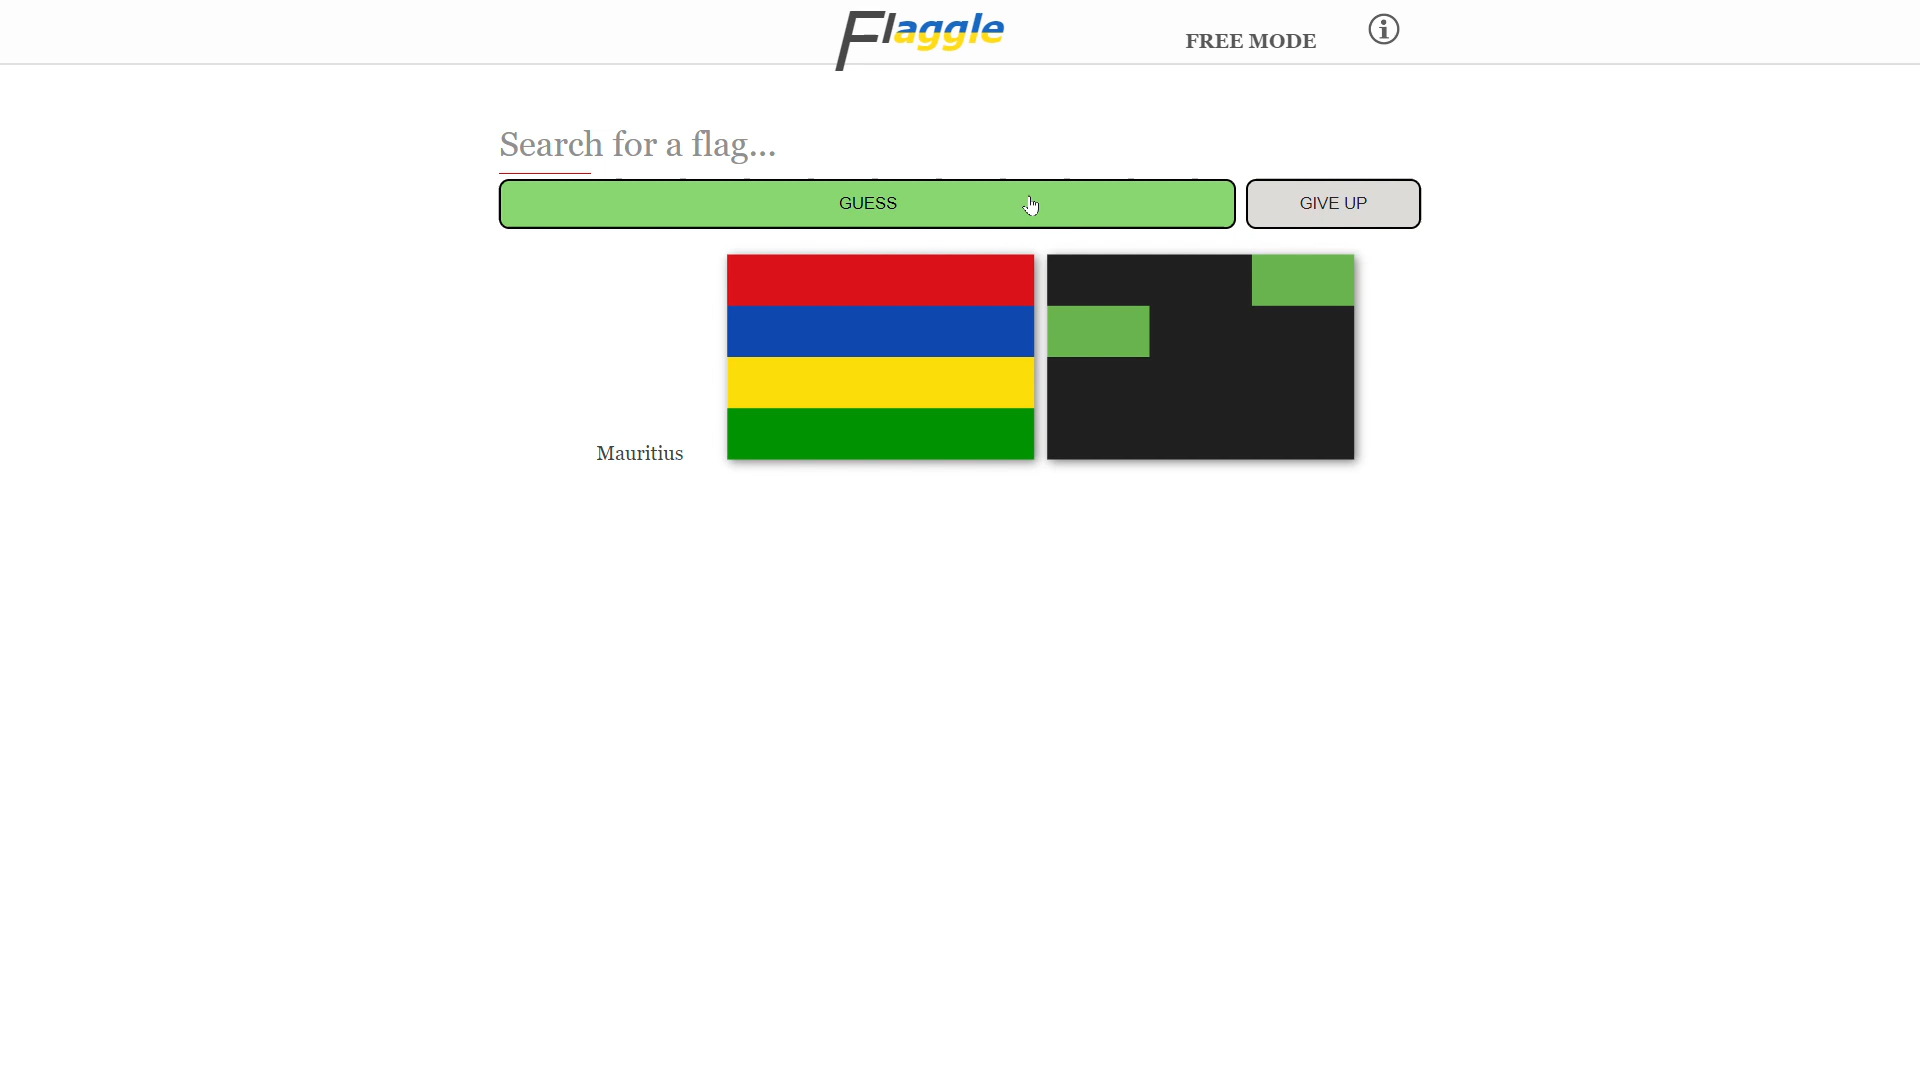 Flaggle
FREE MODE
Search for a flag...
GUESS
GIVE UP
Mauritius